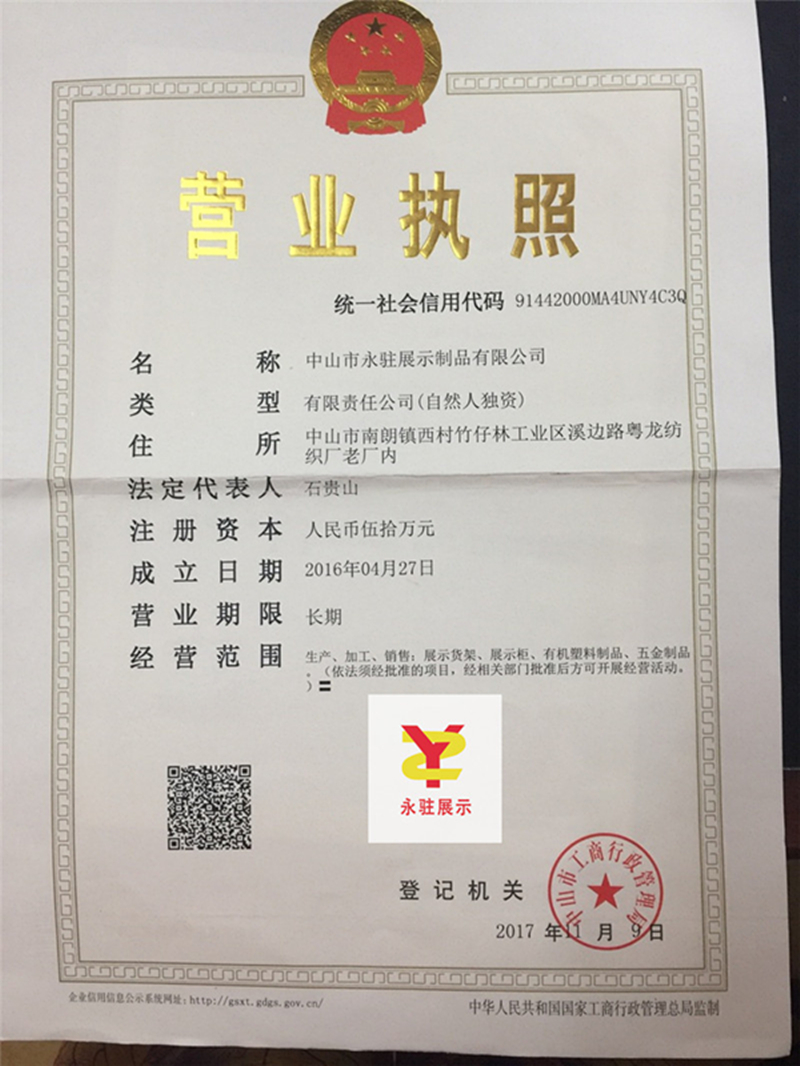 营业执照
统一社会信用代码 91442000MA4UNY4C3Q
名称 中山市永驻展示制品有限公司
类型 有限责任公司(自然人独资)
住所 中山市南朗镇西村竹仔林工业区溪边路粤龙纺
织厂老厂内
法定代表人 石贵山
注册资本 人民币伍拾万元
成立日期 2016年04月27日
营业期限 长期
经营范围 生产、加工、销售：展示货架、展示柜、有机塑料制品、五金制品
。（依法须经批准的项目，经相关部门批准后方可开展经营活动。
）〓
永驻展示
登记机关
中山市工商行政管理局
2017 年11 月 9日
企业信用信息公示系统网址：http://gsxt.gdgs.gov.cn/
中华人民共和国国家工商行政管理总局监制